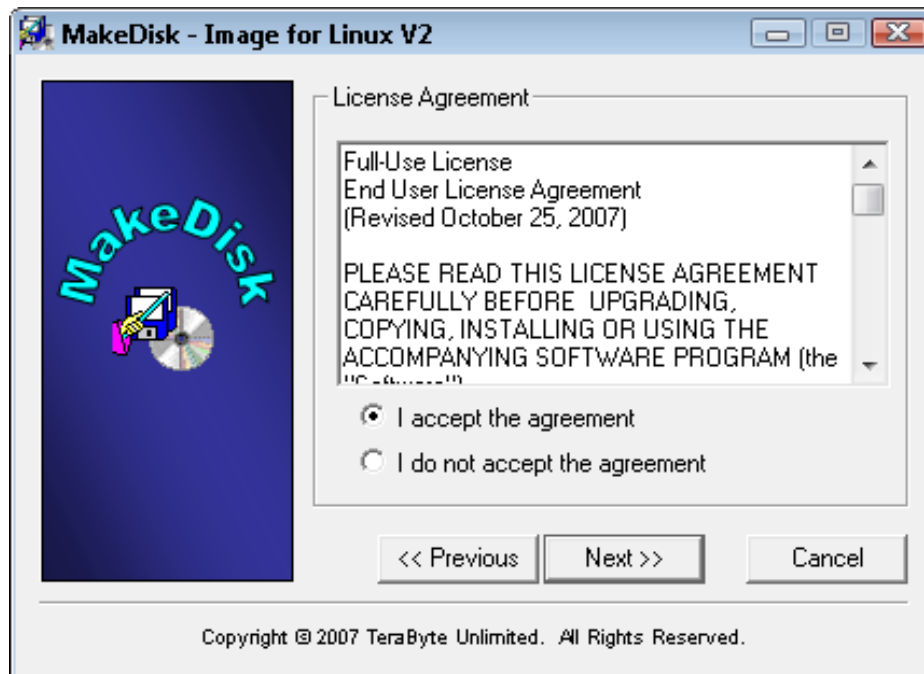 MakeDisk - Image for Linux V2
MakeDisk
License Agreement
Full-Use License
End User License Agreement
(Revised October 25, 2007)
PLEASE READ THIS LICENSE AGREEMENT
CAREFULLY BEFORE  UPGRADING,
COPYING, INSTALLING OR USING THE
ACCOMPANYING SOFTWARE PROGRAM (the
I accept the agreement
I do not accept the agreement
<< Previous
Next >>
Cancel
Copyright © 2007 TeraByte Unlimited.  All Rights Reserved.